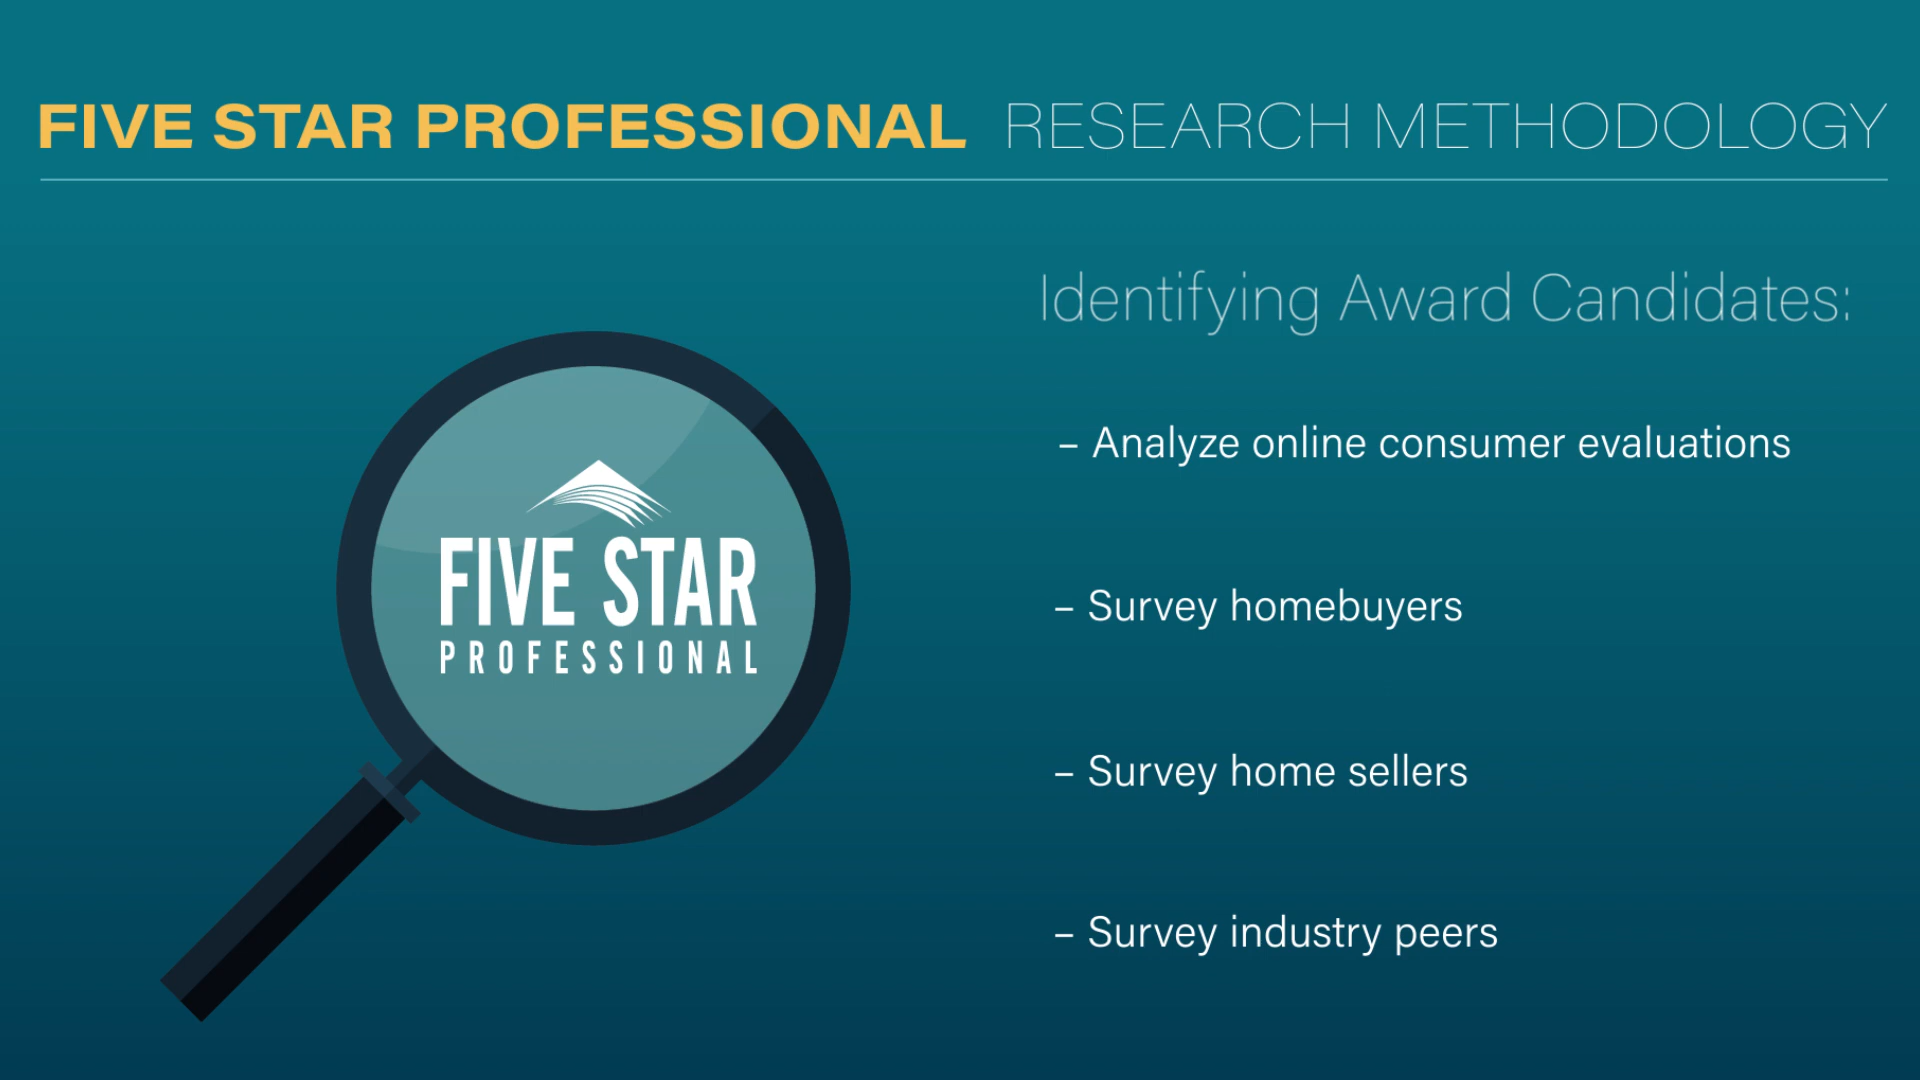 FIVE STAR PROFESSIONAL RESEARCH METHODOLOGY
FIVE STAR
PROFESSIONAL
Identifying Award Candidates:
– Analyze online consumer evaluations
– Survey homebuyers
– Survey home sellers
– Survey industry peers